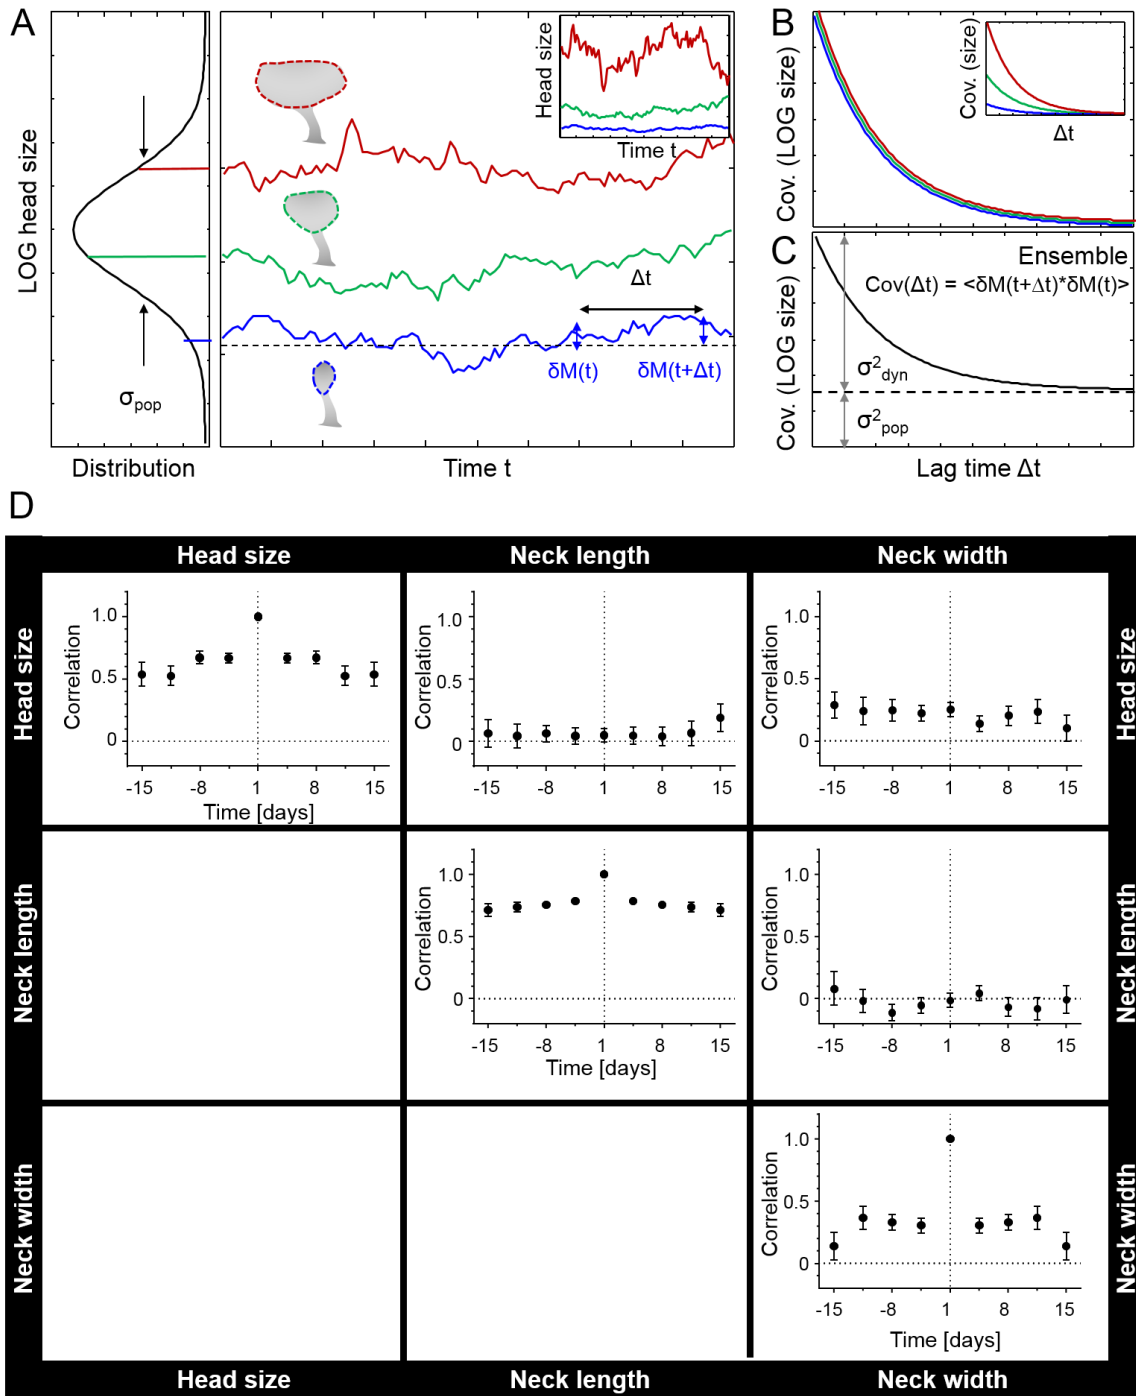 A
LOG head size
σpop
Distribution
Head size
Time t
Δt
δM(t)
δM(t+Δt)
Time t
B
Cov. (LOG size)
Cov. (size)
Δt
C
Cov. (LOG size)
Ensemble
Cov(Δt) = <δM(t+Δt)*δM(t)>
σ²dyn
σ²pop
Lag time Δt
D
Head size
Neck length
Neck width
Head size
Correlation
1.0
0.5
0
-15
-8
1
8
15
Time [days]
Correlation
1.0
0.5
0
-15
-8
1
8
15
Correlation
1.0
0.5
0
-15
-8
1
8
15
Head size
Neck length
Correlation
1.0
0.5
0
-15
-8
1
8
15
Time [days]
Correlation
1.0
0.5
0
-15
-8
1
8
15
Neck length
Neck width
Correlation
1.0
0.5
0
-15
-8
1
8
15
Time [days]
Neck width
Head size
Neck length
Neck width